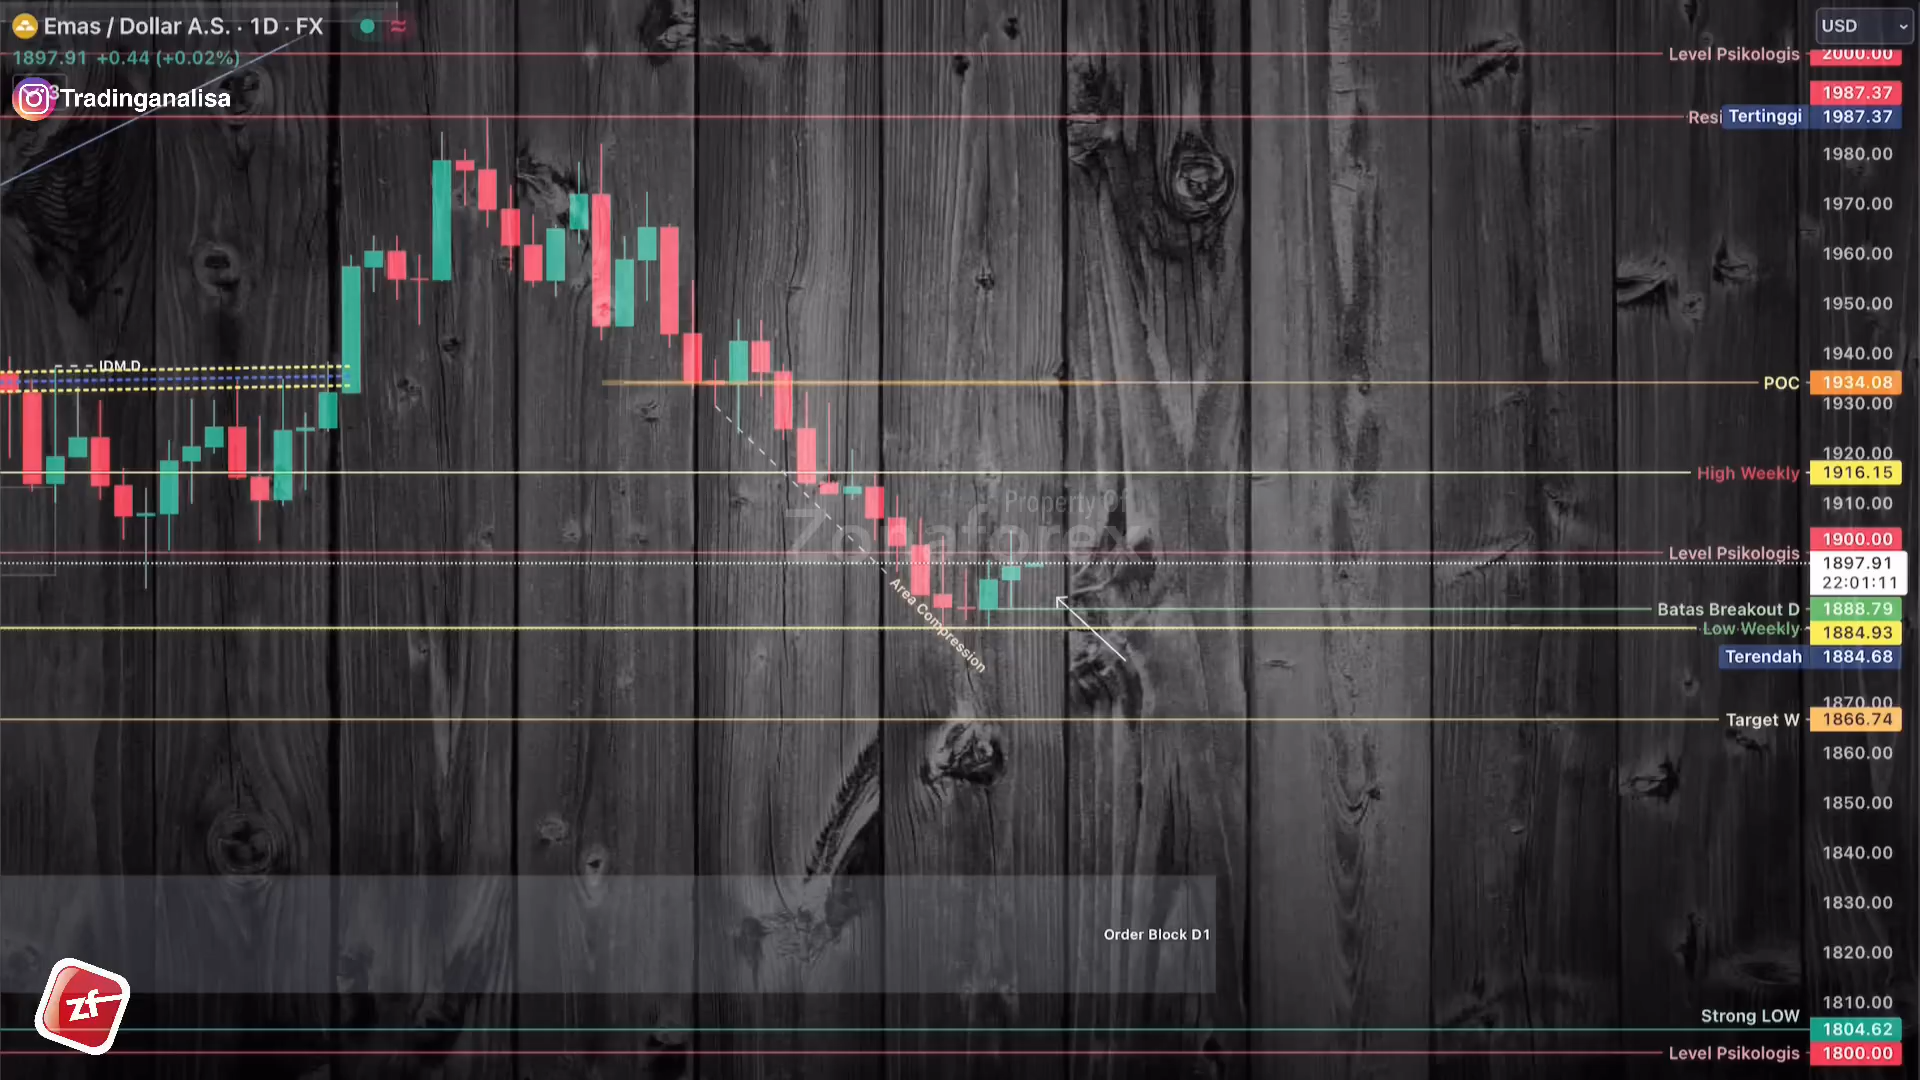 Emas / Dollar A.S. · 1D · FX
1897.91 +0.44 (+0.02%)
Tradinganalisa
USD
Level Psikologis 2000.00
1987.37
Resi Tertinggi 1987.37
1980.00
1970.00
1960.00
1950.00
1940.00
IDM D
POC 1934.08
1930.00
1920.00
High Weekly 1916.15
1910.00
Property Of
Zonaforex
1900.00
Level Psikologis
1897.91
22:01:11
Area Compression
Batas Breakout D 1888.79
Low Weekly 1884.93
Terendah 1884.68
1870.00
Target W 1866.74
1860.00
1850.00
1840.00
1830.00
Order Block D1
1820.00
zf
1810.00
Strong LOW
1804.62
Level Psikologis 1800.00